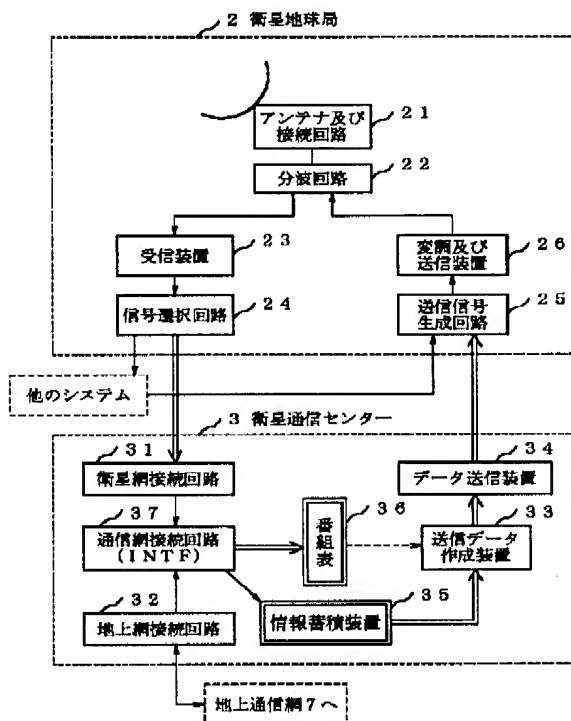 2 衛星地球局
アンテナ及び
接続回路
21
分波回路
22
受信装置
23
変調及び
送信装置
26
信号選択回路
24
送信信号
生成回路
25
他のシステム
3 衛星通信センター
31
衛星網接続回路
34
データ送信装置
37
通信網接続回路
(INTF)
番組表
36
33
送信データ
作成装置
32
地上網接続回路
35
情報蓄積装置
地上通信網7へ